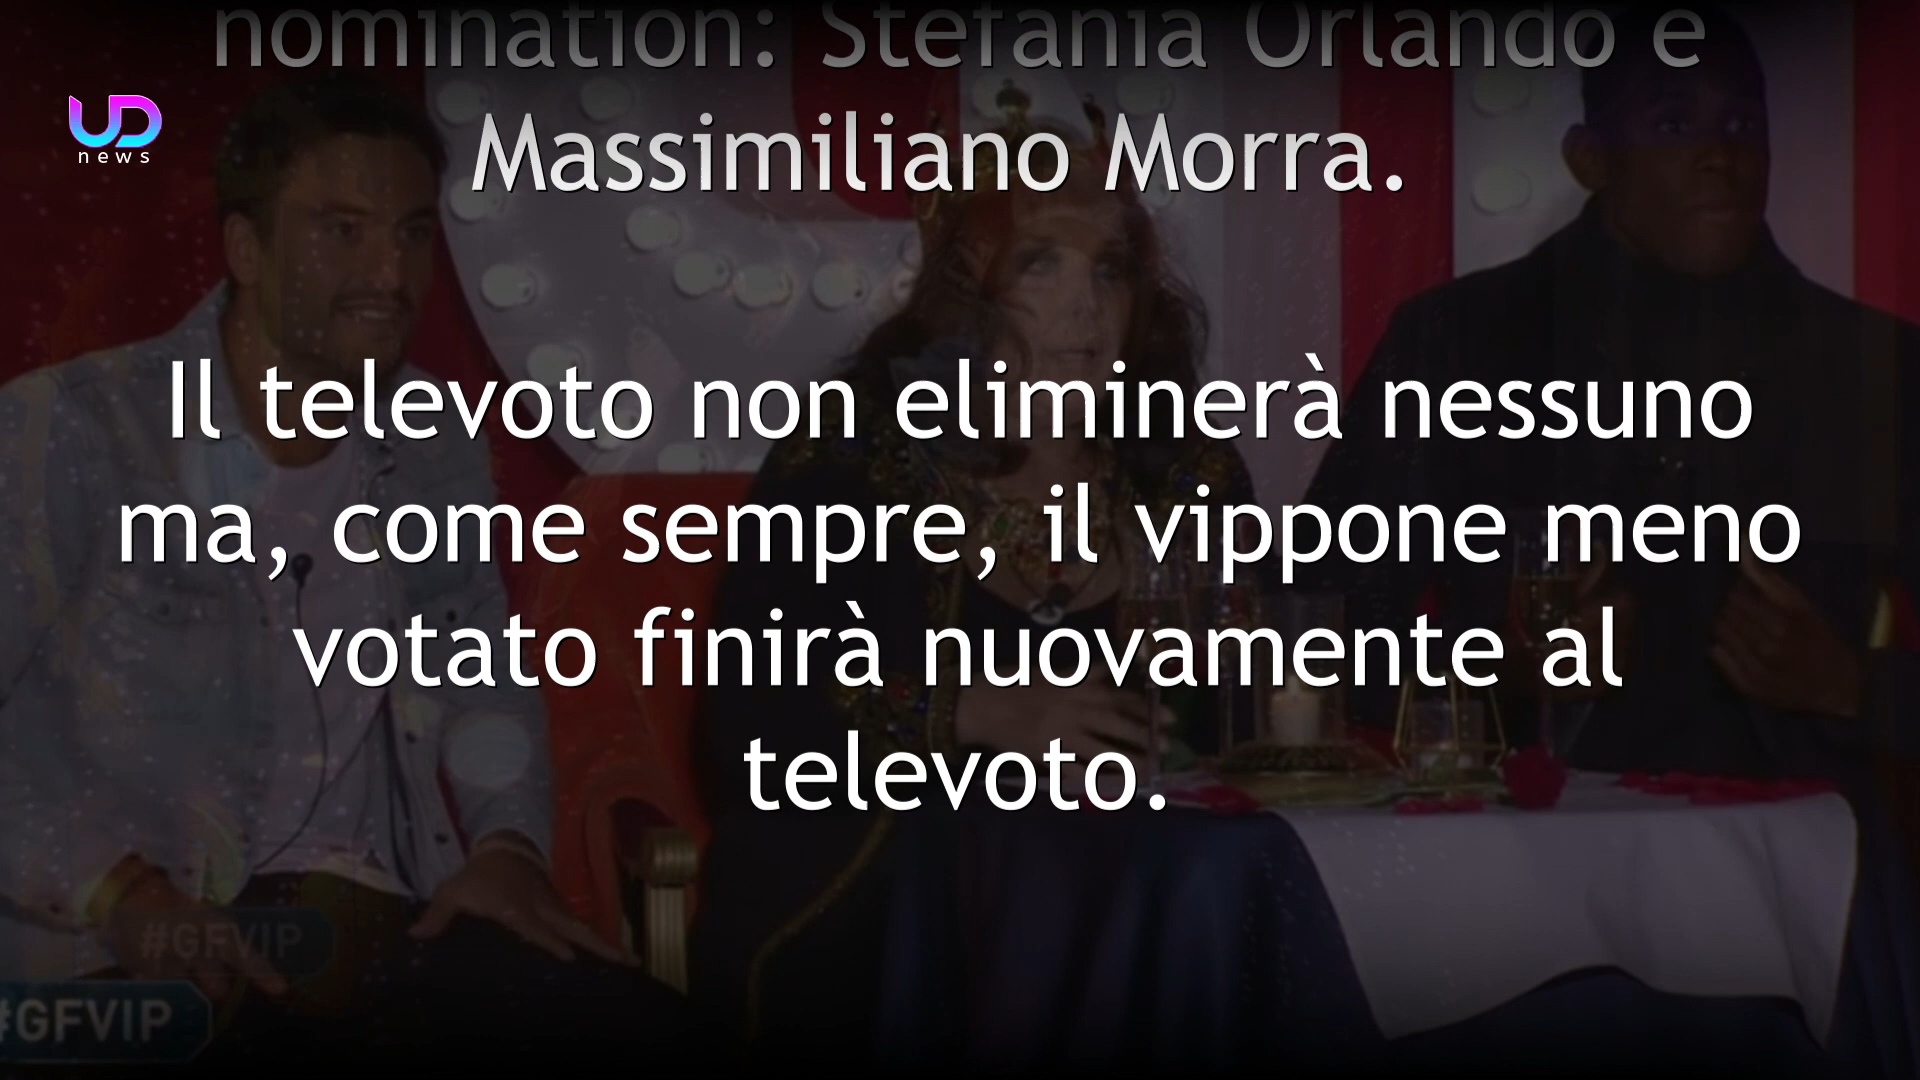 nomination: Stefania Orlando e
UD
news
Massimiliano Morra.
Il televoto non eliminerà nessuno
ma, come sempre, il vippone meno
votato finirà nuovamente al
televoto.
#GFVIP
#GFVIP